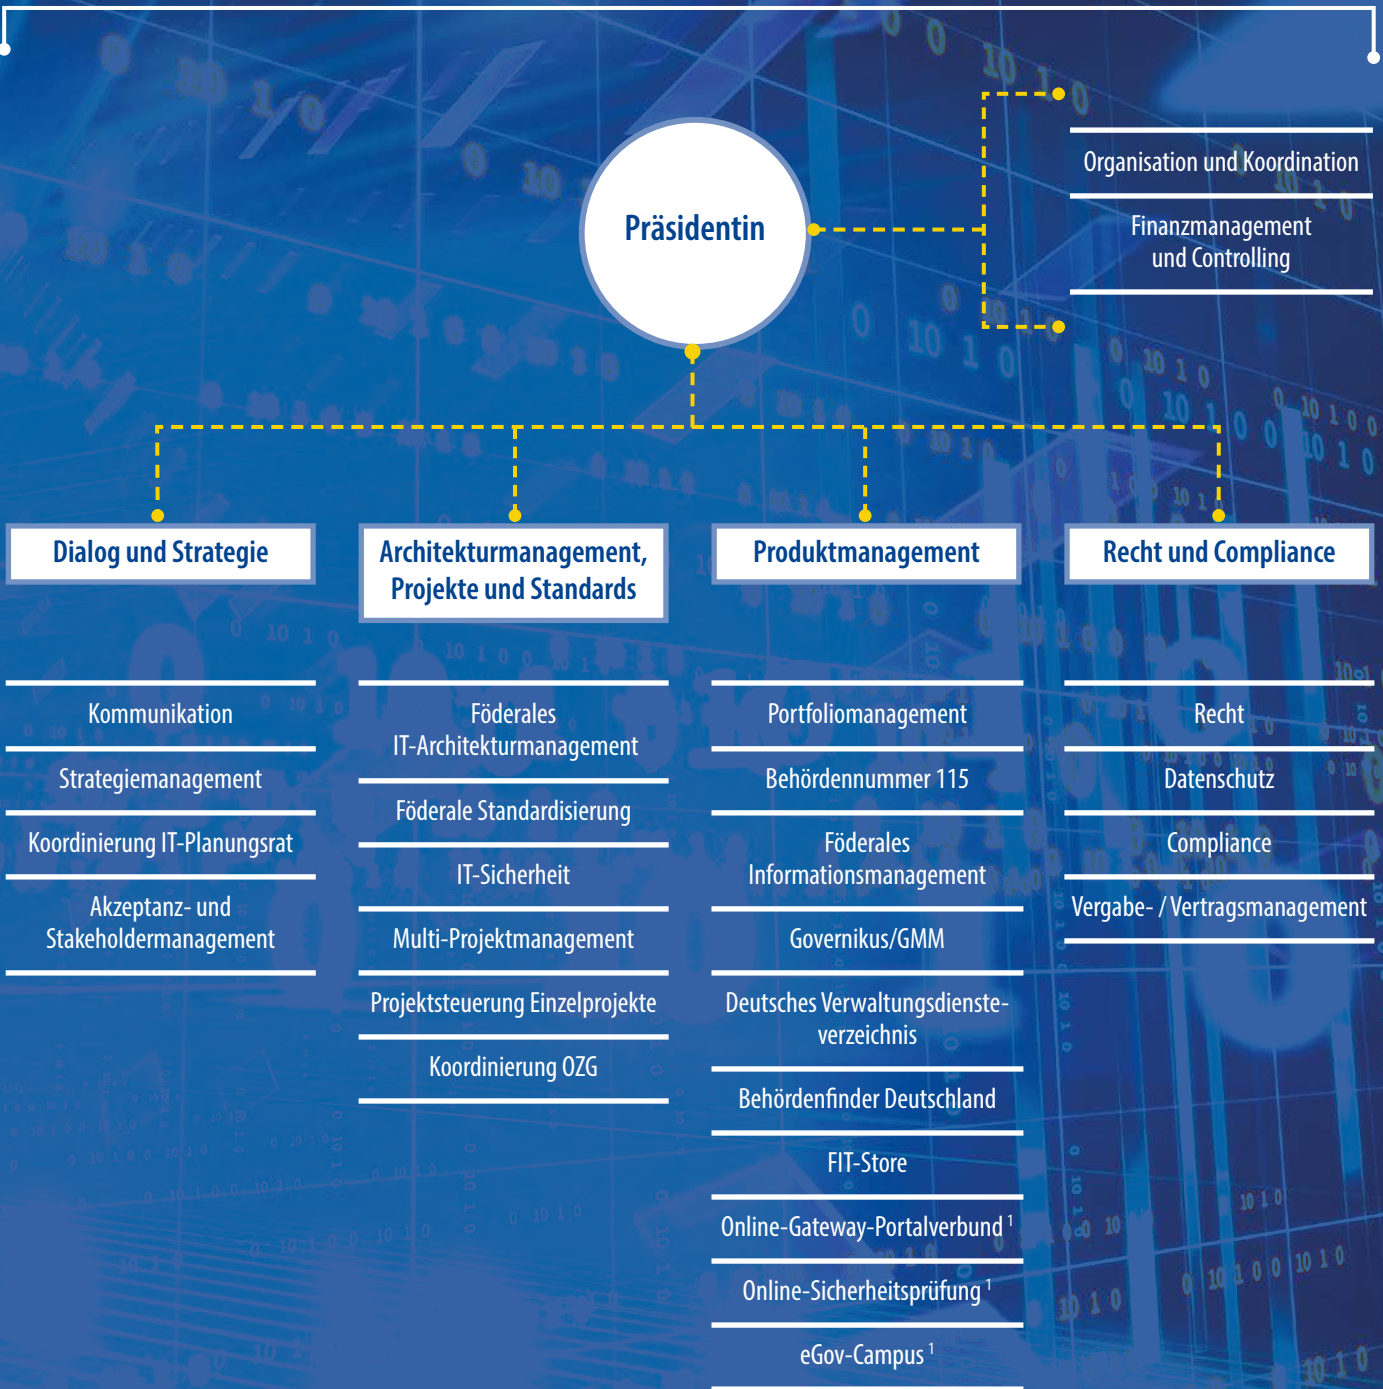 Präsidentin
Organisation und Koordination
Finanzmanagement
und Controlling
Dialog und Strategie
Kommunikation
Strategiemanagement
Koordinierung IT-Planungsrat
Akzeptanz- und
Stakeholdermanagement
Architekturmanagement,
Projekte und Standards
Föderales
IT-Architekturmanagement
Föderale Standardisierung
IT-Sicherheit
Multi-Projektmanagement
Projektsteuerung Einzelprojekte
Koordinierung OZG
Produktmanagement
Portfoliomanagement
Behördennummer 115
Föderales
Informationsmanagement
Governikus/GMM
Deutsches Verwaltungsdienste-
verzeichnis
Behördenfinder Deutschland
FIT-Store
Online-Gateway-Portalverbund ¹
Online-Sicherheitsprüfung ¹
eGov-Campus ¹
Recht und Compliance
Recht
Datenschutz
Compliance
Vergabe- / Vertragsmanagement